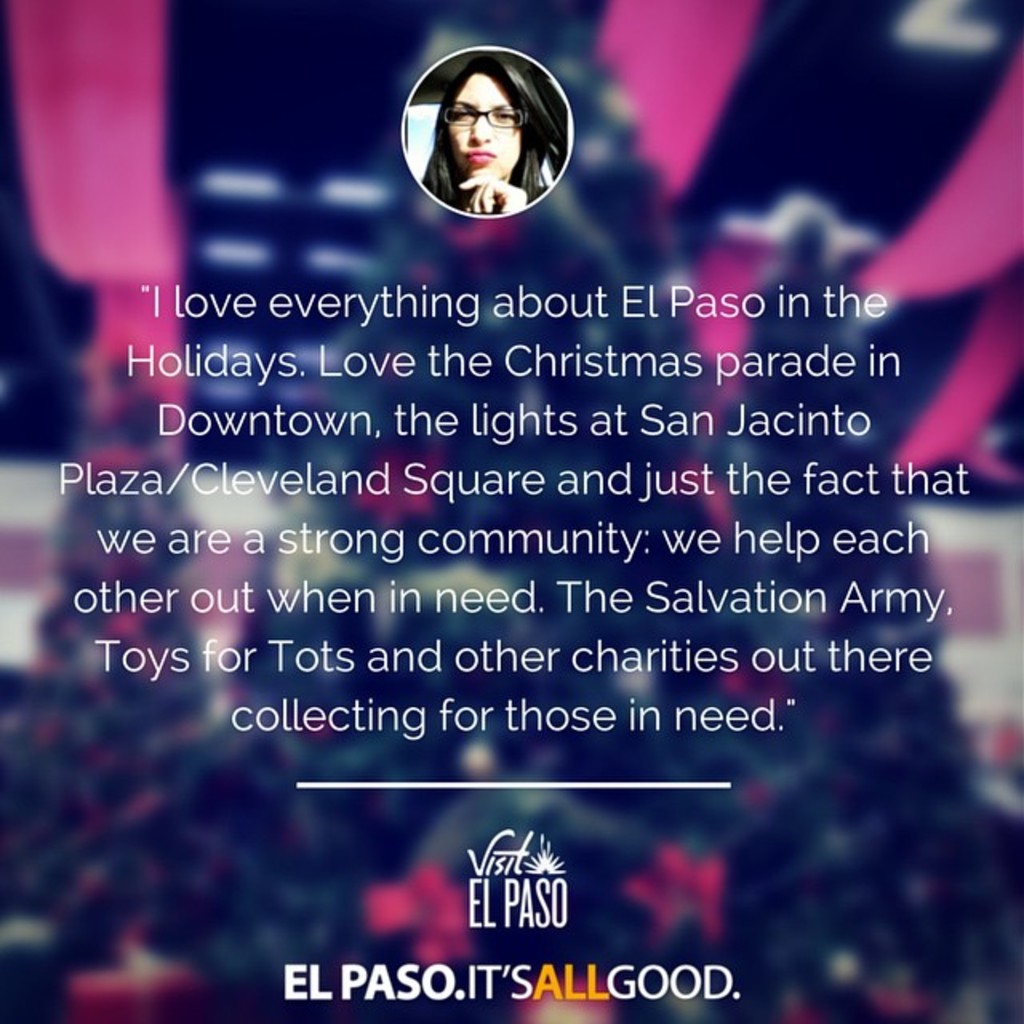 "I love everything about El Paso in the
Holidays. Love the Christmas parade in
Downtown, the lights at San Jacinto
Plaza/Cleveland Square and just the fact that
we are a strong community: we help each
other out when in need. The Salvation Army,
Toys for Tots and other charities out there
collecting for those in need."
Visit
EL PASO
EL PASO.IT'SALLGOOD.